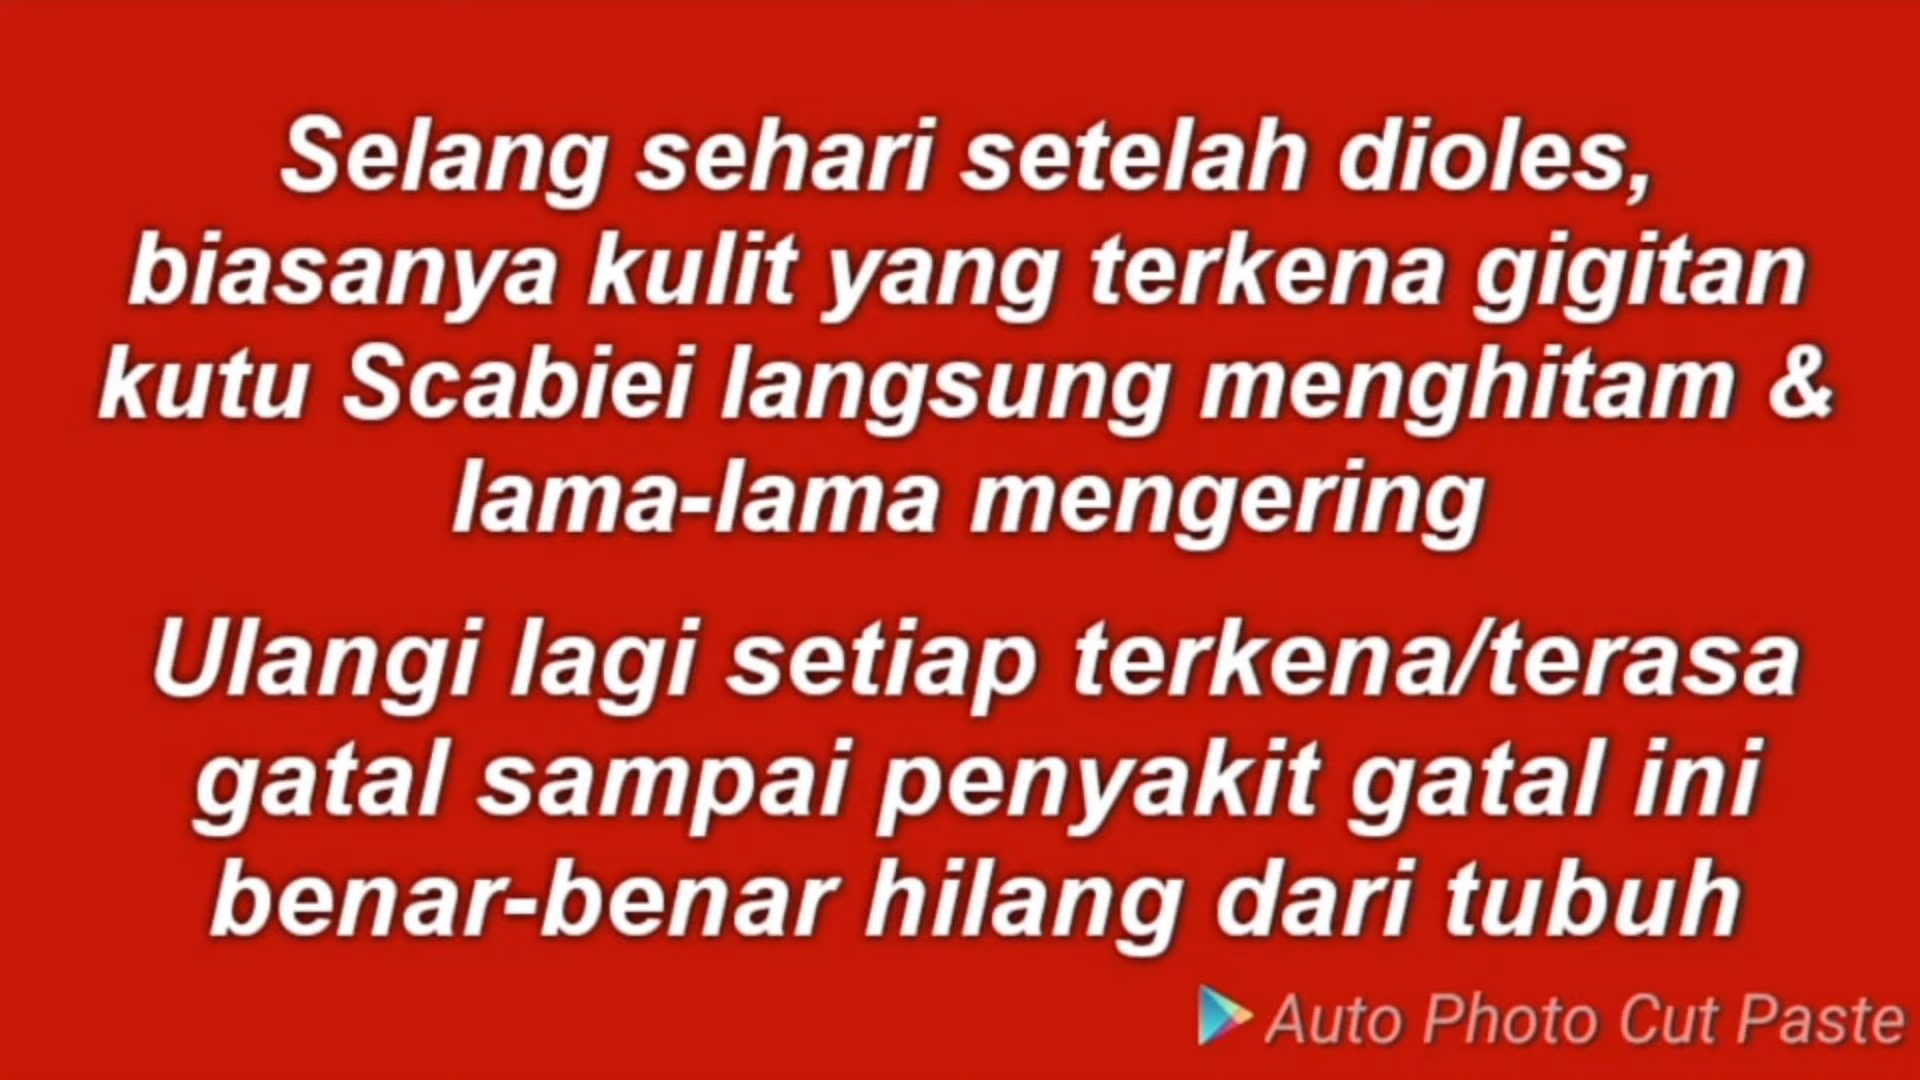 Selang sehari setelah dioles,
biasanya kulit yang terkena gigitan
kutu Scabiei langsung menghitam &
lama-lama mengering
Ulangi lagi setiap terkena/terasa
gatal sampai penyakit gatal ini
benar-benar hilang dari tubuh
Auto Photo Cut Paste